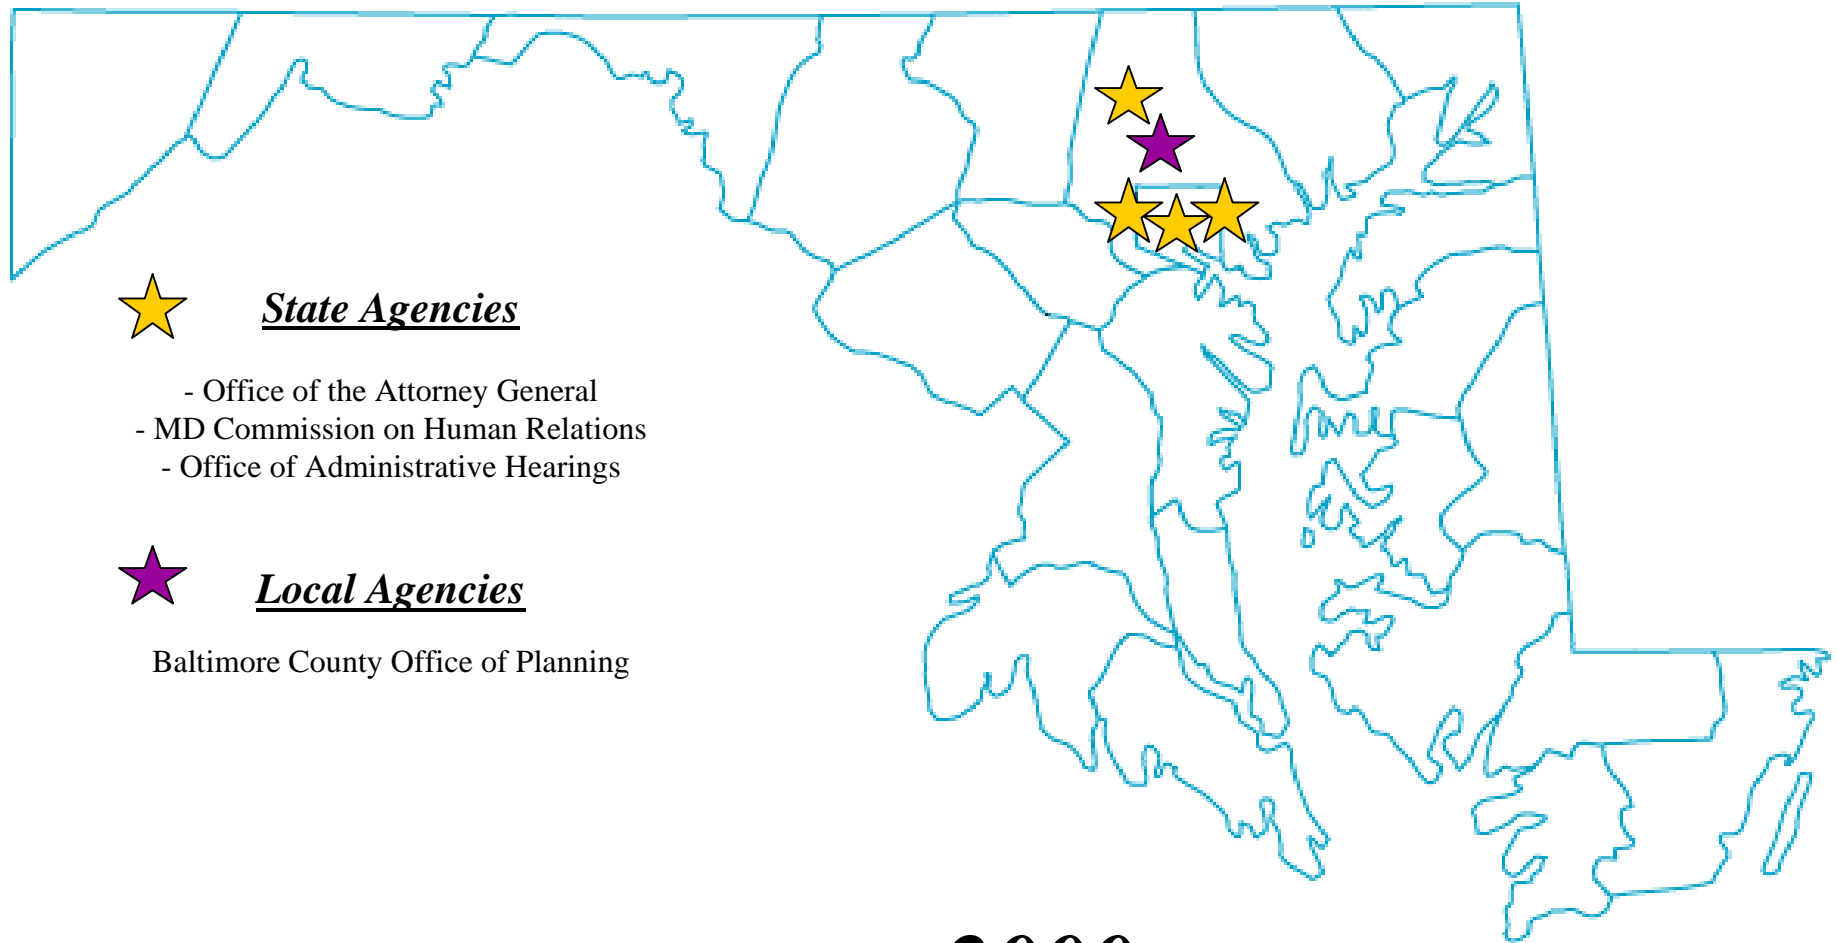 State Agencies
- Office of the Attorney General
- MD Commission on Human Relations
- Office of Administrative Hearings
Local Agencies
Baltimore County Office of Planning